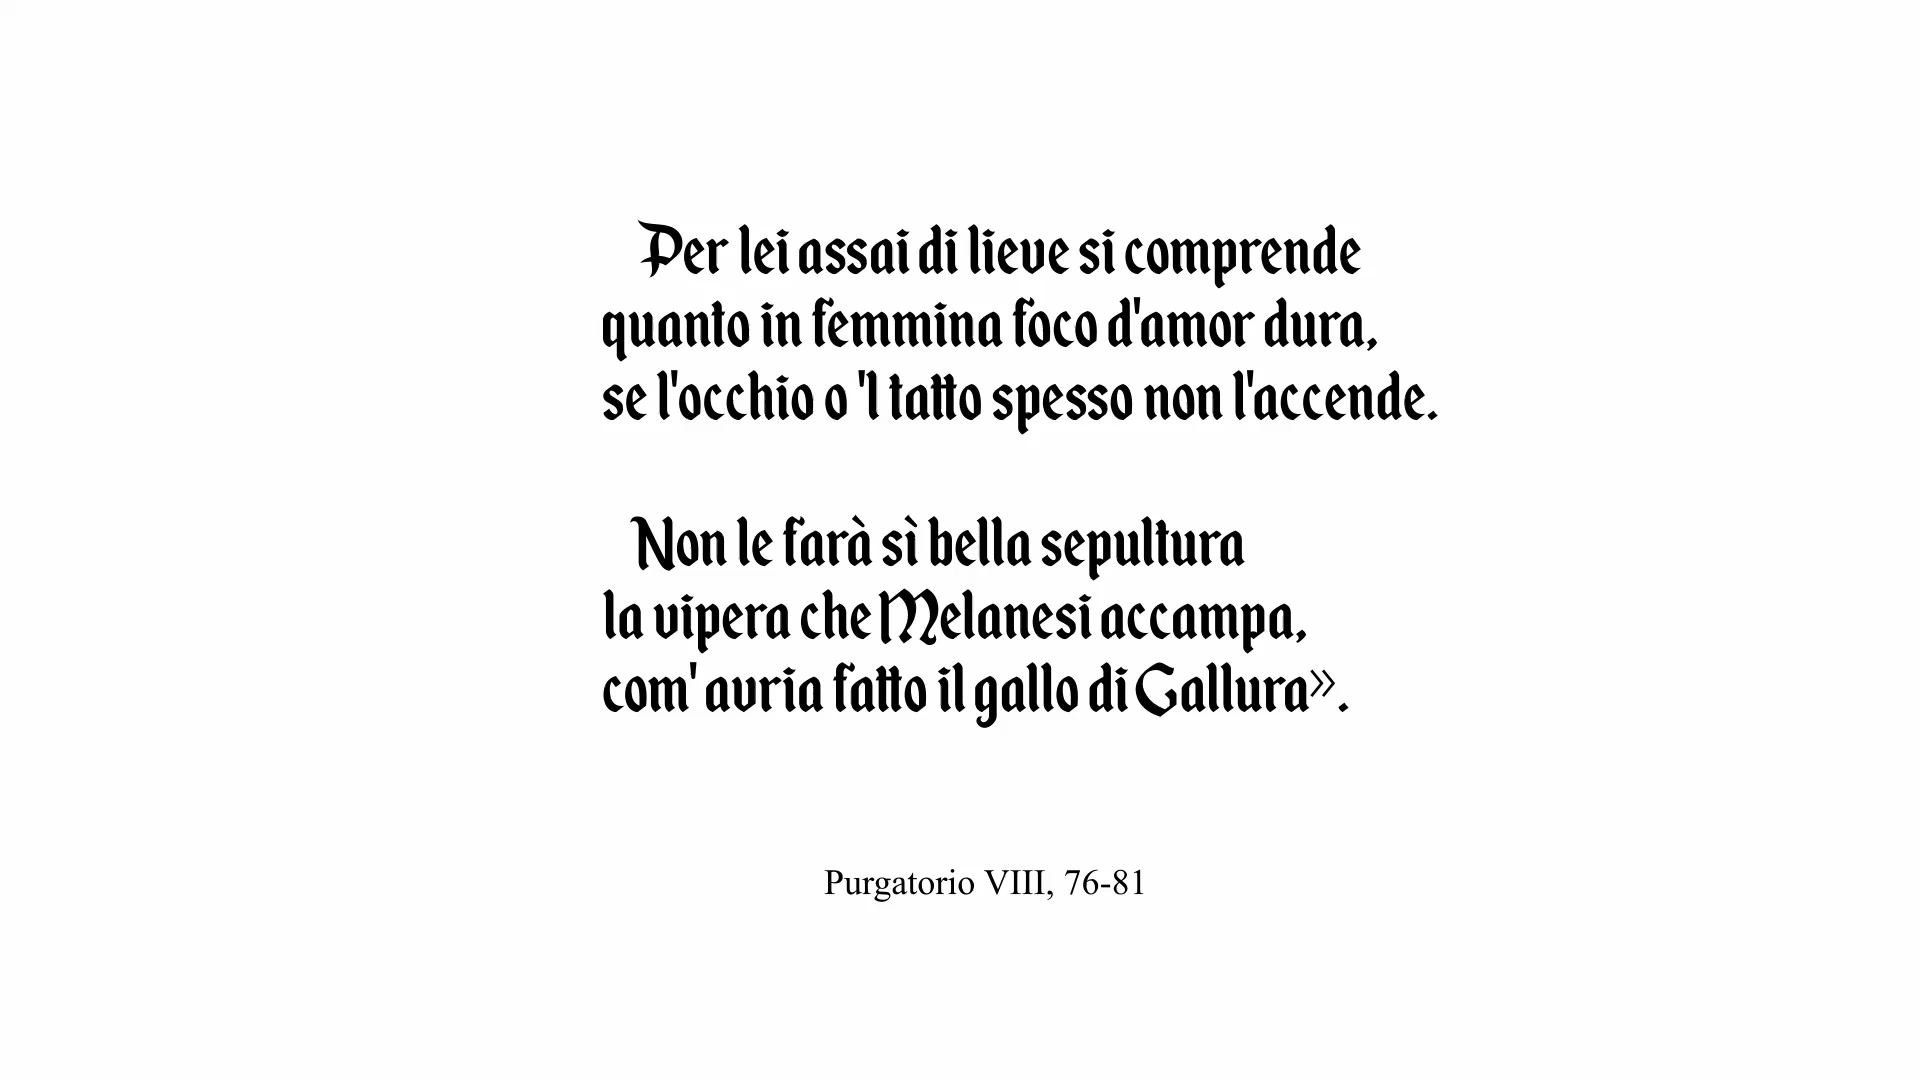 Per lei assai di lieve si comprende
quanto in femmina foco d'amor dura,
se l'occhio o 'l tatto spesso non l'accende.
Non le farà sì bella sepultura
la vipera che Melanesi accampa,
com' avria fatto il gallo di Gallura».
Purgatorio VIII, 76-81